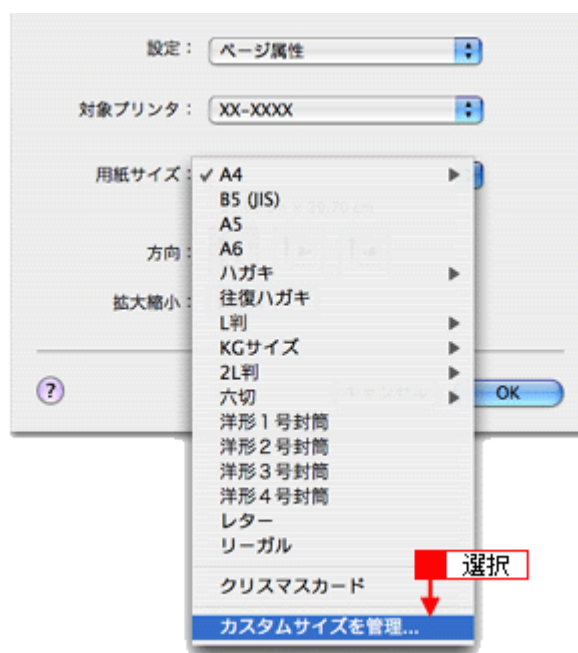 設定： ページ属性
対象プリンタ： XX-XXXX
用紙サイズ： ✓ A4
B5 (JIS)
A5
方向： A6
ハガキ
拡大縮小： 往復ハガキ
L判
KGサイズ
2L判
? 六切 キャンセル OK
洋形1号封筒
洋形2号封筒
洋形3号封筒
洋形4号封筒
レター
リーガル
選択
クリスマスカード
カスタムサイズを管理...